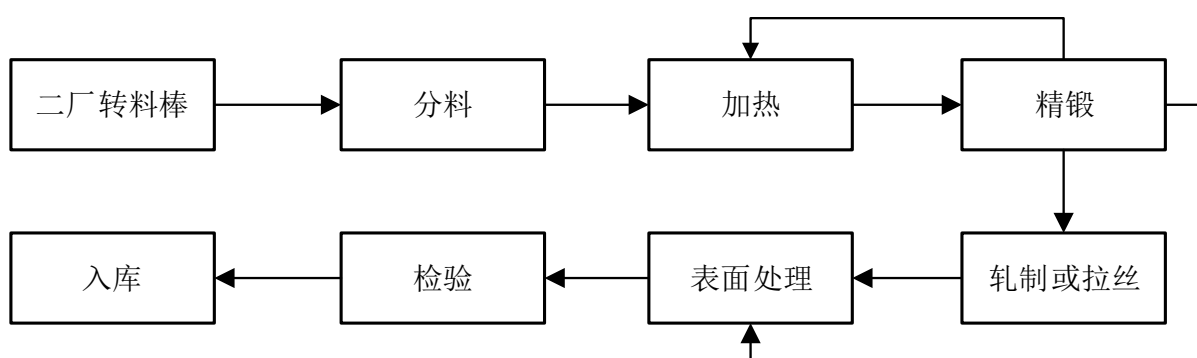 二厂转料棒
分料
加热
精锻
入库
检验
表面处理
轧制或拉丝